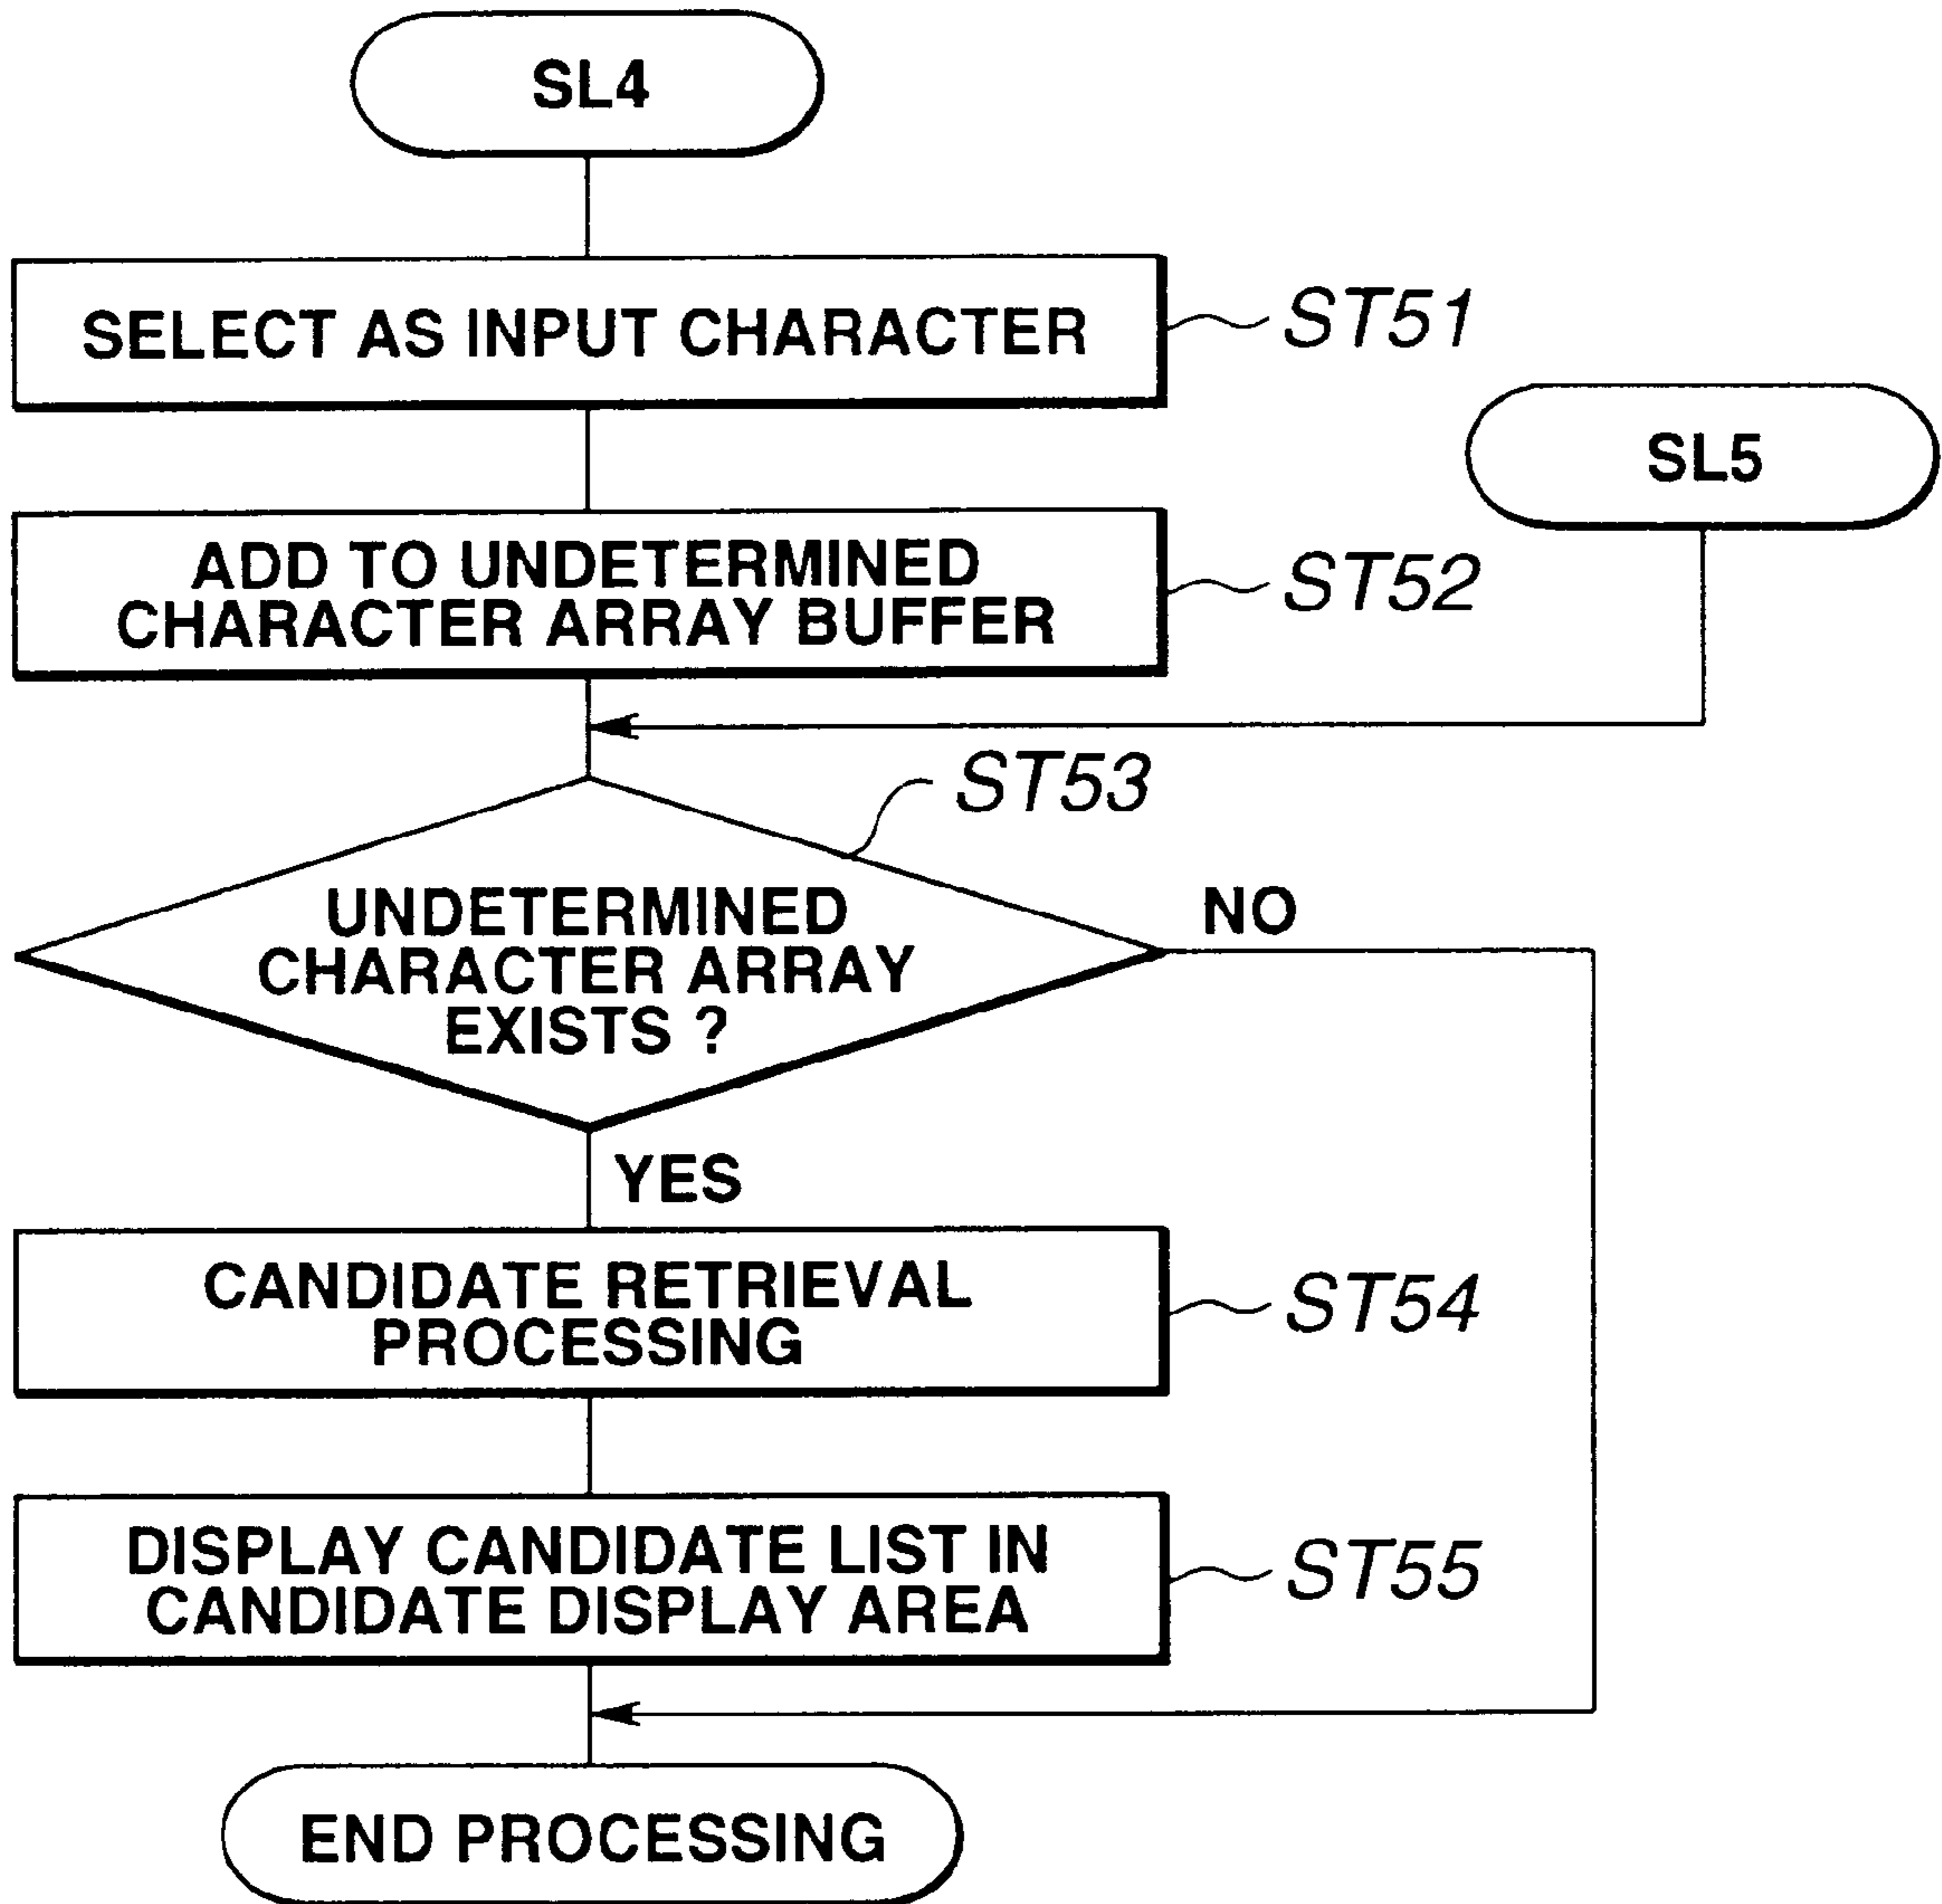 SL4
SELECT AS INPUT CHARACTER
ST51
SL5
ADD TO UNDETERMINED
CHARACTER ARRAY BUFFER
ST52
ST53
UNDETERMINED
CHARACTER ARRAY
EXISTS ?
NO
YES
CANDIDATE RETRIEVAL
PROCESSING
ST54
DISPLAY CANDIDATE LIST IN
CANDIDATE DISPLAY AREA
ST55
END PROCESSING